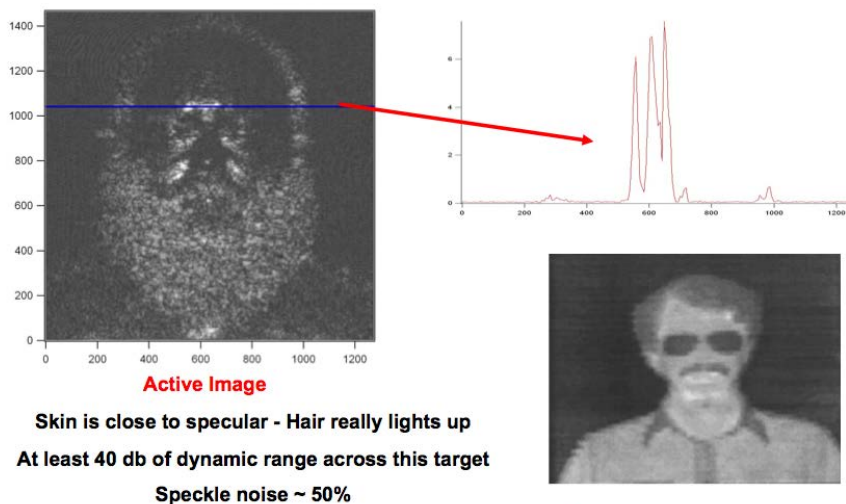 1400
1200
1000
800
600
400
200
0
0 200 400 600 800 1000 1200
6
4
2
0
0 200 400 600 800 1000 1200
Active Image
Skin is close to specular - Hair really lights up
At least 40 db of dynamic range across this target
Speckle noise ~ 50%